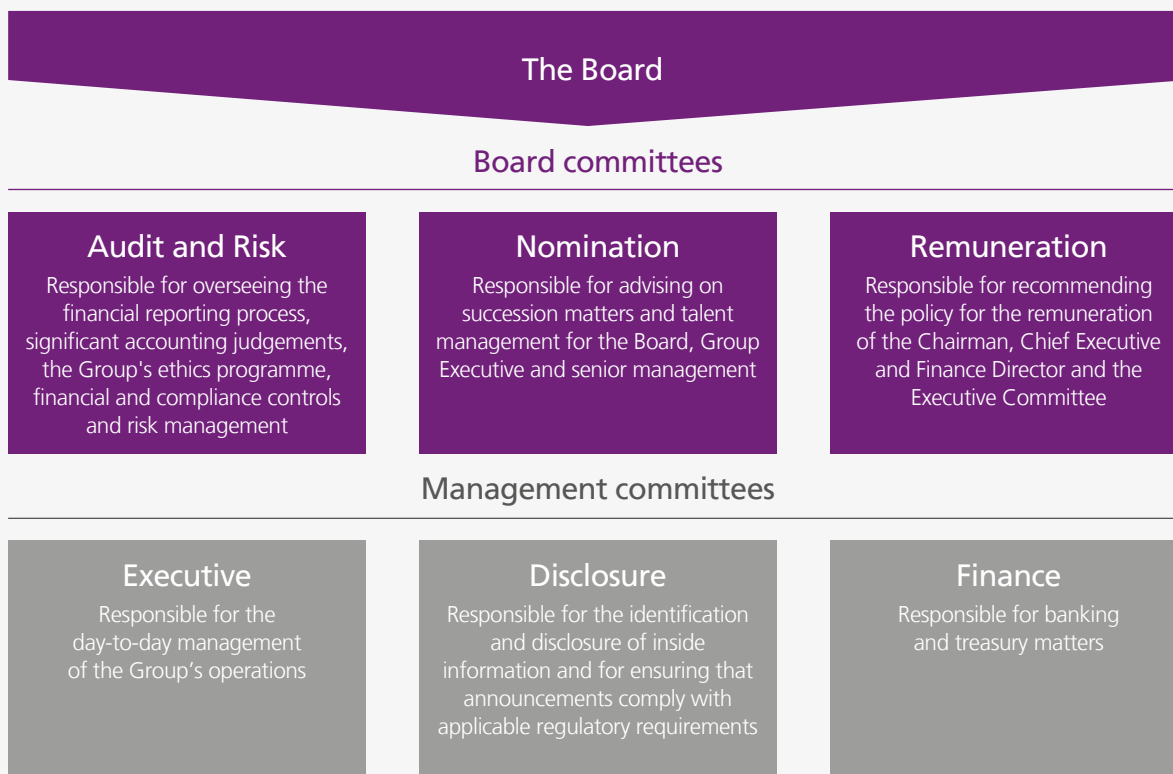 The Board
Board committees
Audit and Risk
Responsible for overseeing the
financial reporting process,
significant accounting judgements,
the Group's ethics programme,
financial and compliance controls
and risk management
Nomination
Responsible for advising on
succession matters and talent
management for the Board, Group
Executive and senior management
Remuneration
Responsible for recommending
the policy for the remuneration
of the Chairman, Chief Executive
and Finance Director and the
Executive Committee
Management committees
Executive
Responsible for the
day-to-day management
of the Group’s operations
Disclosure
Responsible for the identification
and disclosure of inside
information and for ensuring that
announcements comply with
applicable regulatory requirements
Finance
Responsible for banking
and treasury matters